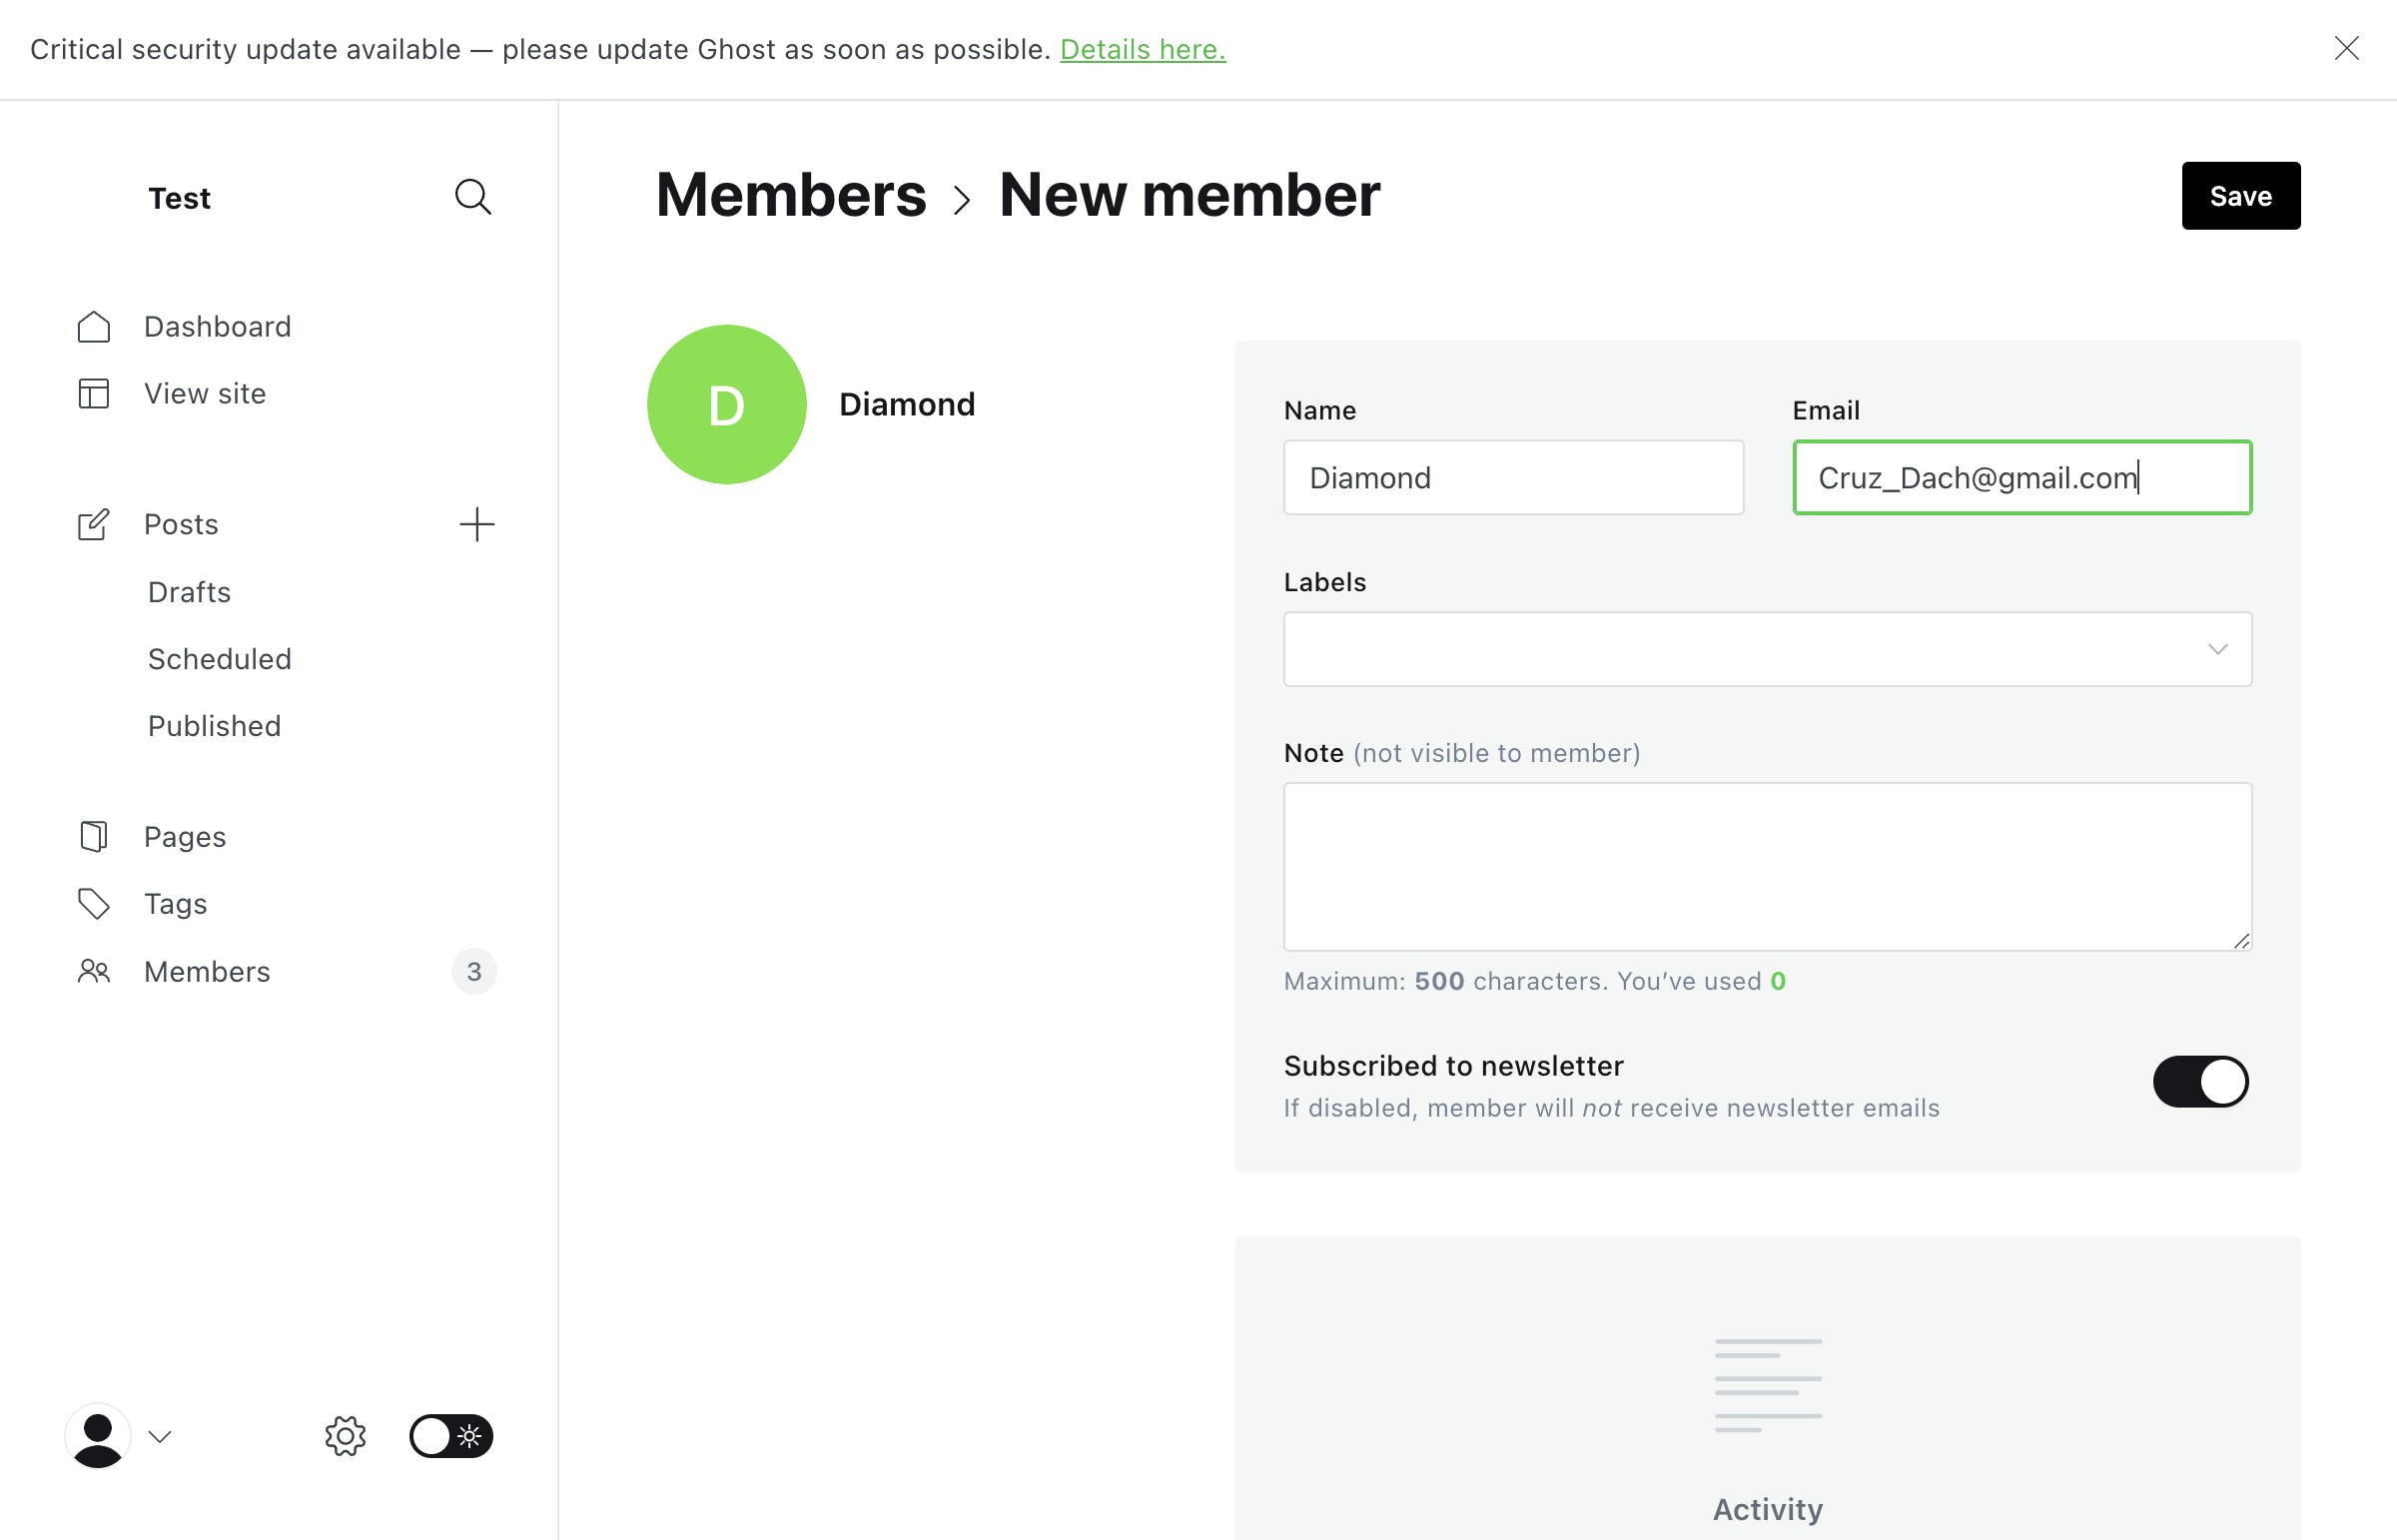 Critical security update available — please update Ghost as soon as possible. Details here.
Test
Dashboard
View site
Posts
Drafts
Scheduled
Published
Pages
Tags
Members 3
Members > New member
Save
D
Diamond
Name
Diamond
Email
Cruz_Dach@gmail.com
Labels
Note (not visible to member)
Maximum: 500 characters. You’ve used 0
Subscribed to newsletter
If disabled, member will not receive newsletter emails
Activity